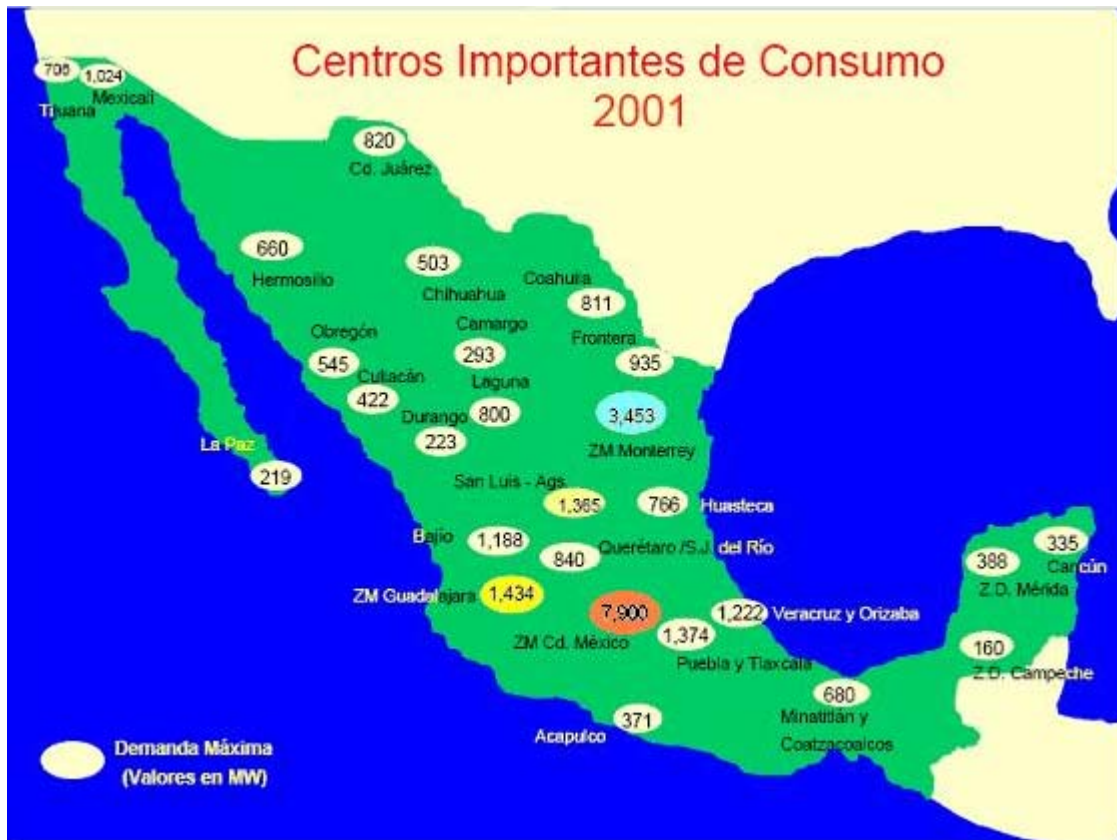 Centros Importantes de Consumo
2001
706
1,024
Mexicali
Tijuana
820
Cd. Juárez
660
Hermosillo
503
Chihuahua
Coahuila
811
Camargo
293
Frontera
935
Obregón
545
Culiacán
422
Laguna
800
Durango
223
3,453
ZM Monterrey
La Paz
219
San Luis - Ags.
1,365
766
Huasteca
Bajío
1,188
840
Querétaro /S.J. del Río
ZM Guadalajara
1,434
7,900
ZM Cd. México
1,374
Puebla y Tlaxcala
1,222
Veracruz y Orizaba
388
Z.D. Mérida
335
Cancún
160
Z.D. Campeche
680
Minatitlán y
Coatzacoalcos
371
Acapulco
Demanda Máxima
(Valores en MW)